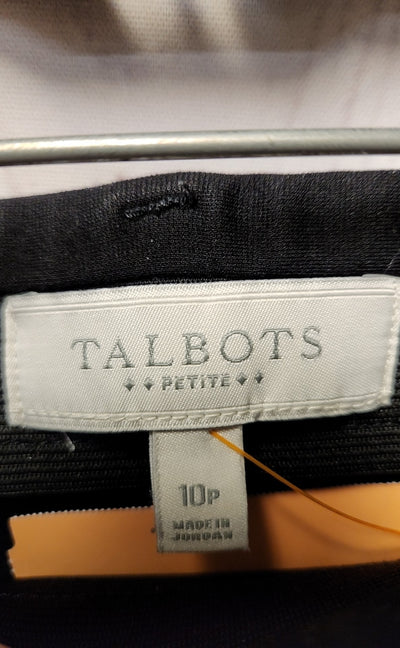 TALBOTS
PETITE
10P
MADE IN
JORDAN